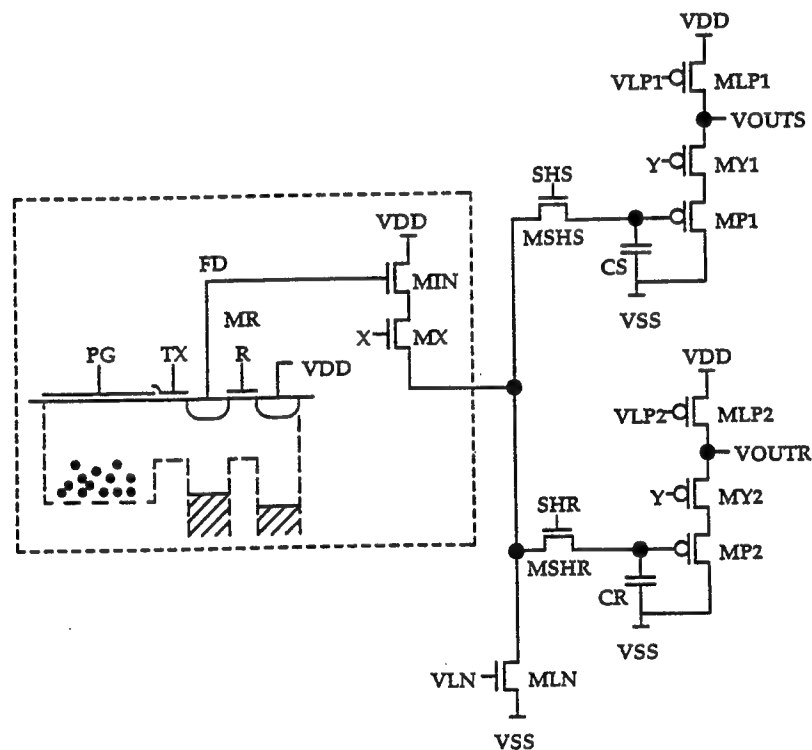 VDD
VLP1
MLP1
VOUTS
Y
MY1
SHS
MP1
MSHS
CS
VSS
VDD
FD
MIN
MR
X
MX
PG
TX
R
VDD
VDD
VLP2
MLP2
VOUTR
Y
MY2
SHR
MP2
MSHR
CR
VSS
VLN
MLN
VSS